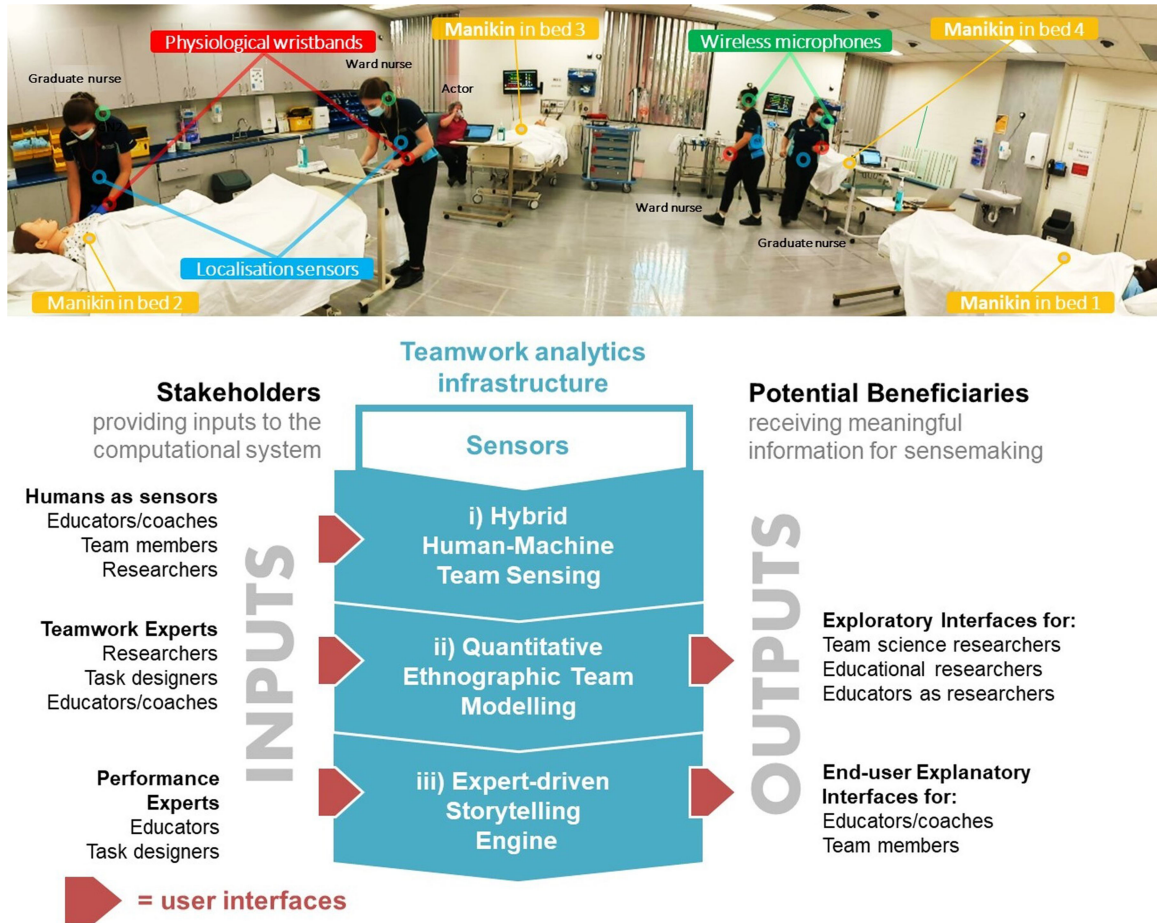 Physiological wristbands
Manikin in bed 3
Wireless microphones
Manikin in bed 4
Graduate nurse
Ward nurse
Actor
Ward nurse
Graduate nurse
Localisation sensors
Manikin in bed 2
Manikin in bed 1
Teamwork analytics
infrastructure
Stakeholders
providing inputs to the
computational system
Potential Beneficiaries
receiving meaningful
information for sensemaking
Sensors
Humans as sensors
Educators/coaches
Team members
Researchers
INPUTS
i) Hybrid
Human-Machine
Team Sensing
OUTPUTS
Teamwork Experts
Researchers
Task designers
Educators/coaches
ii) Quantitative
Ethnographic Team
Modelling
Exploratory Interfaces for:
Team science researchers
Educational researchers
Educators as researchers
Performance
Experts
Educators
Task designers
iii) Expert-driven
Storytelling
Engine
End-user Explanatory
Interfaces for:
Educators/coaches
Team members
= user interfaces